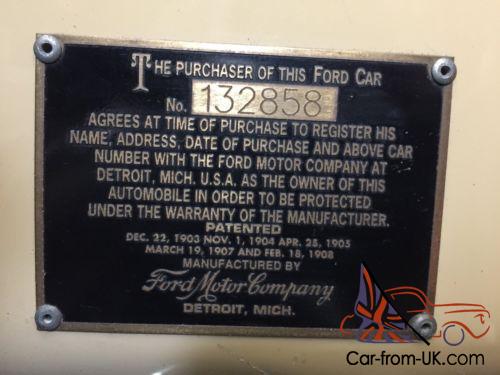 THE PURCHASER OF THIS FORD CAR
NO. 132858
AGREES AT TIME OF PURCHASE TO REGISTER HIS
NAME, ADDRESS, DATE OF PURCHASE AND ABOVE CAR
NUMBER WITH THE FORD MOTOR COMPANY AT
DETROIT, MICH. U.S.A. AS THE OWNER OF THIS
AUTOMOBILE IN ORDER TO BE PROTECTED
UNDER THE WARRANTY OF THE MANUFACTURER.
PATENTED
DEC. 22, 1903 NOV. 1, 1904 APR. 25, 1905
MARCH 19, 1907 AND FEB. 18, 1908
MANUFACTURED BY
Ford Motor Company
DETROIT, MICH.
Car-from-UK.com